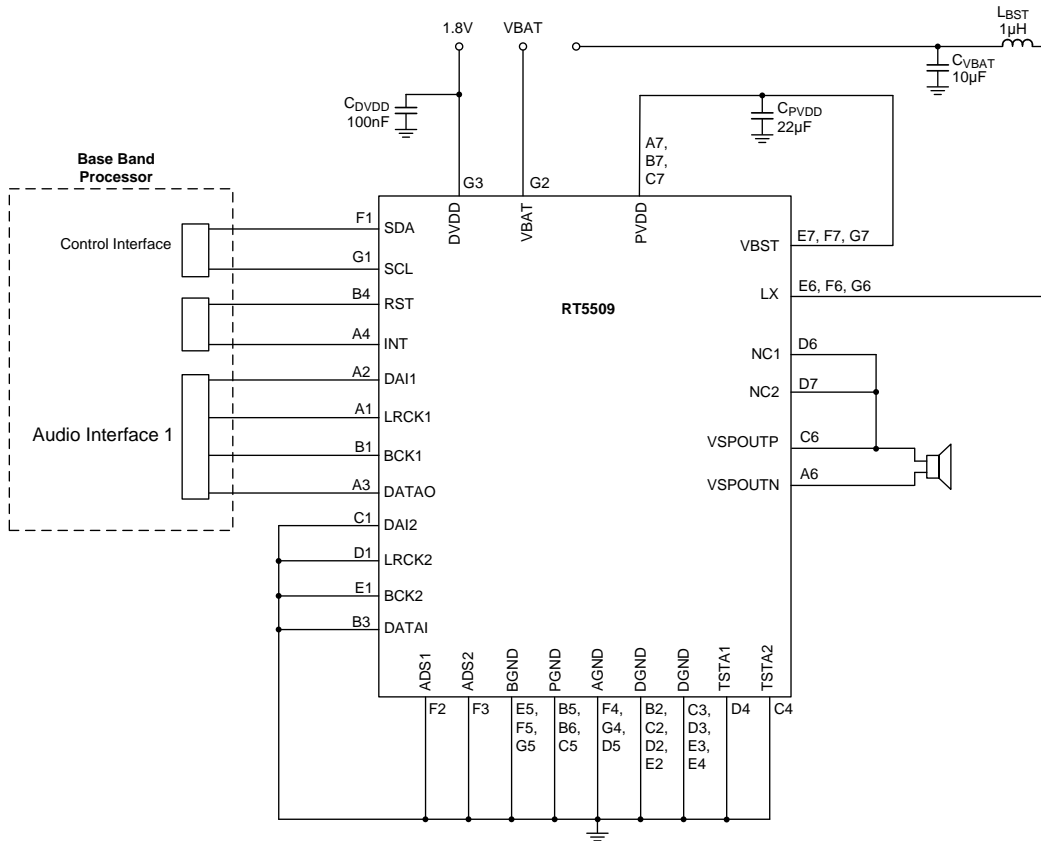 L_BST
1µH
1.8V
VBAT
C_VBAT
10µF
C_DVDD
100nF
C_PVDD
22µF
A7,
B7,
C7
Base Band
Processor
G3
G2
DVDD
VBAT
PVDD
Control Interface
F1
SDA
G1
SCL
B4
RST
A4
INT
A2
DAI1
Audio Interface 1
A1
LRCK1
B1
BCK1
A3
DATAO
C1
DAI2
D1
LRCK2
E1
BCK2
B3
DATAI
RT5509
VBST
E7, F7, G7
LX
E6, F6, G6
NC1
D6
NC2
D7
VSPOUTP
C6
VSPOUTN
A6
ADS1
ADS2
BGND
PGND
AGND
DGND
DGND
TSTA1
TSTA2
F2
F3
E5,
F5,
G5
B5,
B6,
C5
F4,
G4,
D5
B2,
C2,
D2,
E2
C3,
D3,
E3,
E4
D4
C4